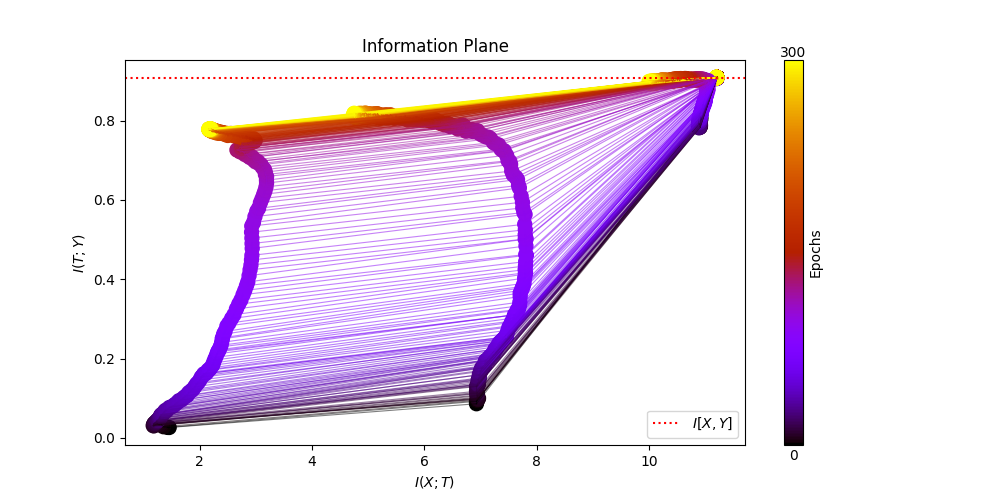 Information Plane
300
0.8
0.6
0.4
0.2
0.0
I(T; Y)
Epochs
I[X, Y]
0
2
4
6
8
10
I(X; T)